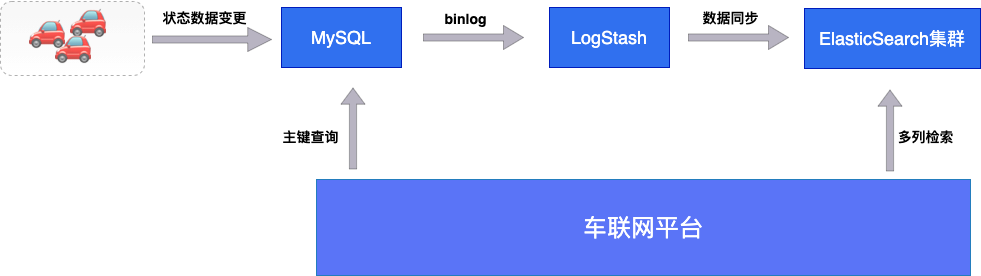 状态数据变更
MySQL
binlog
LogStash
数据同步
ElasticSearch集群
主键查询
多列检索
车联网平台